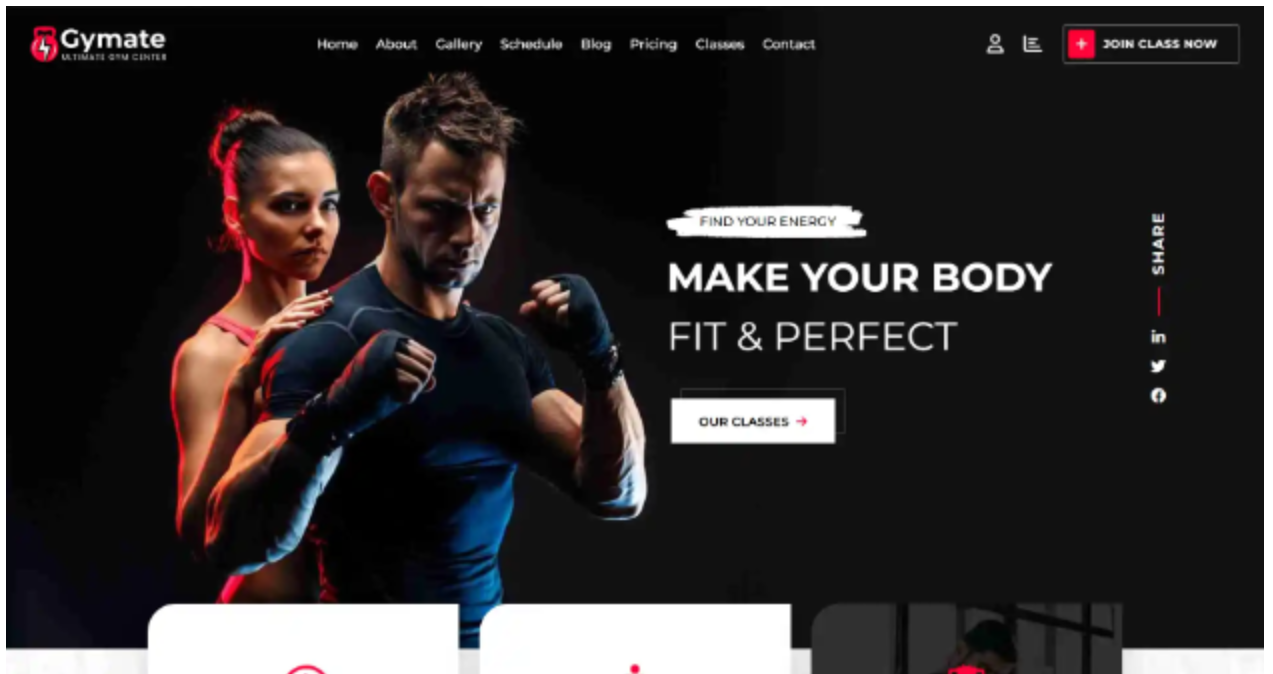 Gymate
ULTIMATE GYM CENTER
Home About Gallery Schedule Blog Pricing Classes Contact
JOIN CLASS NOW
FIND YOUR ENERGY
MAKE YOUR BODY
FIT & PERFECT
OUR CLASSES
SHARE